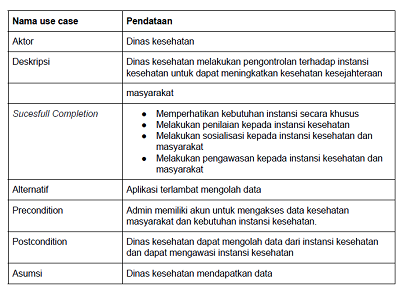 Nama use case Pendataan
Aktor Dinas kesehatan
Deskripsi Dinas kesehatan melakukan pengontrolan terhadap instansi
kesehatan untuk dapat meningkatkan kesehatan kesejahteraan
masyarakat
Sucesfull Completion
● Memperhatikan kebutuhan instansi secara khusus
● Melakukan penilaian kepada instansi kesehatan
● Melakukan sosialisasi kepada instansi kesehatan dan
masyarakat
● Melakukan pengawasan kepada instansi kesehatan dan
masyarakat
Alternatif Aplikasi terlambat mengolah data
Precondition Admin memiliki akun untuk mengakses data kesehatan
masyarakat dan kebutuhan instansi kesehatan.
Postcondition Dinas kesehatan dapat mengolah data dari instansi kesehatan
dan dapat mengawasi instansi kesehatan
Asumsi Dinas kesehatan mendapatkan data